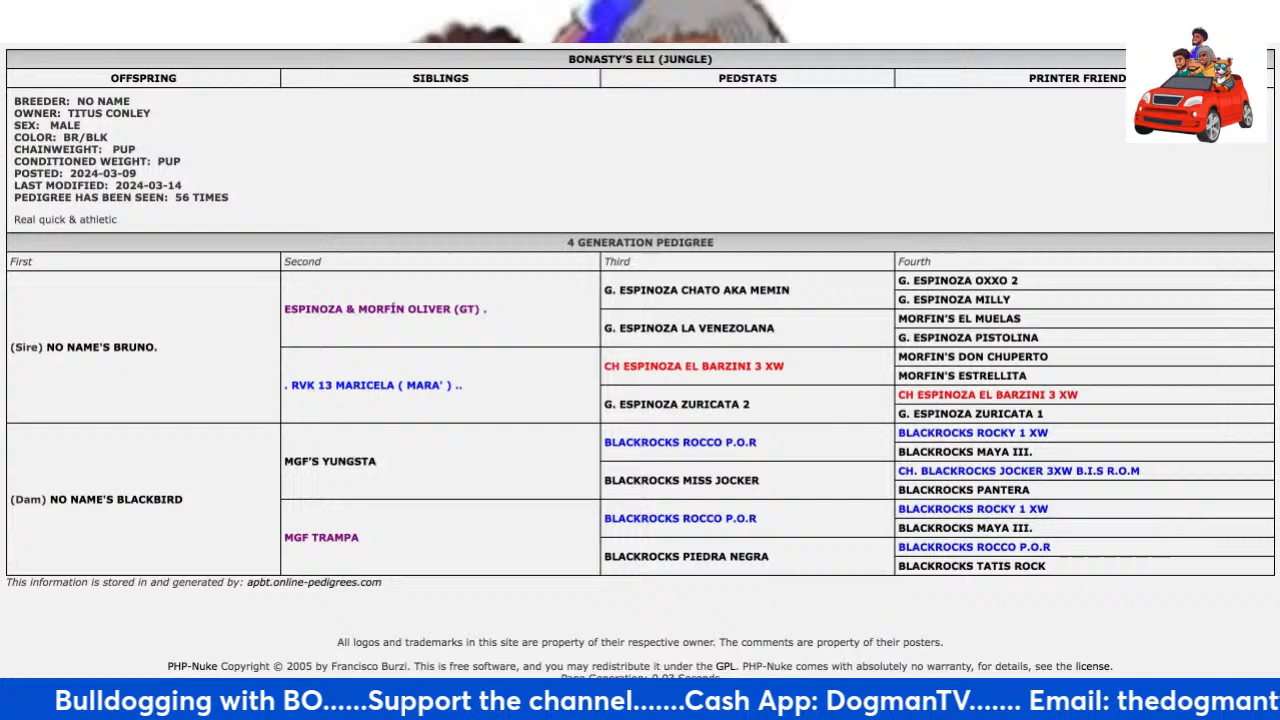 BONASTY'S ELI (JUNGLE)
OFFSPRING SIBLINGS PEDSTATS PRINTER FRIEND
BREEDER: NO NAME
OWNER: TITUS CONLEY
SEX: MALE
COLOR: BR/BLK
CHAINWEIGHT: PUP
CONDITIONED WEIGHT: PUP
POSTED: 2024-03-09
LAST MODIFIED: 2024-03-14
PEDIGREE HAS BEEN SEEN: 56 TIMES
Real quick & athletic
4 GENERATION PEDIGREE
First Second Third Fourth
(Sire) NO NAME'S BRUNO.
ESPINOZA & MORFÍN OLIVER (GT) .
G. ESPINOZA CHATO AKA MEMIN
G. ESPINOZA OXXO 2
G. ESPINOZA MILLY
G. ESPINOZA LA VENEZOLANA
MORFIN'S EL MUELAS
G. ESPINOZA PISTOLINA
. RVK 13 MARICELA ( MARA' ) ..
CH ESPINOZA EL BARZINI 3 XW
MORFIN'S DON CHUPERTO
MORFIN'S ESTRELLITA
G. ESPINOZA ZURICATA 2
CH ESPINOZA EL BARZINI 3 XW
G. ESPINOZA ZURICATA 1
(Dam) NO NAME'S BLACKBIRD
MGF'S YUNGSTA
BLACKROCKS ROCCO P.O.R
BLACKROCKS ROCKY 1 XW
BLACKROCKS MAYA III.
BLACKROCKS MISS JOCKER
CH. BLACKROCKS JOCKER 3XW B.I.S R.O.M
BLACKROCKS PANTERA
MGF TRAMPA
BLACKROCKS ROCCO P.O.R
BLACKROCKS ROCKY 1 XW
BLACKROCKS MAYA III.
BLACKROCKS PIEDRA NEGRA
BLACKROCKS ROCCO P.O.R
BLACKROCKS TATIS ROCK
This information is stored in and generated by: apbt.online-pedigrees.com
All logos and trademarks in this site are property of their respective owner. The comments are property of their posters.
PHP-Nuke Copyright © 2005 by Francisco Burzi. This is free software, and you may redistribute it under the GPL. PHP-Nuke comes with absolutely no warranty, for details, see the license.
Page Generation: 0.03 Seconds
Bulldogging with BO......Support the channel.......Cash App: DogmanTV....... Email: thedogmant